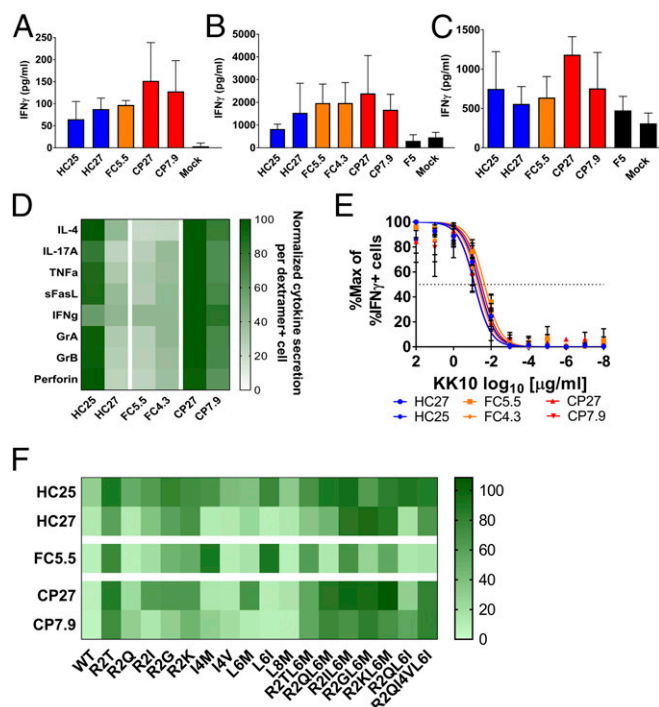 A
IFNγ (pg/ml)
250
200
150
100
50
0
HC25
HC27
FC5.5
CP27
CP7.9
Mock
B
IFNγ (pg/ml)
5000
4000
3000
2000
1000
0
HC25
HC27
FC5.5
FC4.3
CP27
CP7.9
F5
Mock
C
IFNγ (pg/ml)
1500
1000
500
0
HC25
HC27
FC5.5
CP27
CP7.9
F5
Mock
D
IL-4
IL-17A
TNFa
sFasL
IFNg
GrA
GrB
Perforin
HC25
HC27
FC5.5
FC4.3
CP27
CP7.9
100
80
60
40
20
0
Normalized cytokine secretion
per dextramer+ cell
E
%Max of
%IFNγ+ cells
100
80
60
40
20
0
2
0
-2
-4
-6
-8
KK10 log10 [µg/ml]
HC27
FC5.5
CP27
HC25
FC4.3
CP7.9
F
HC25
HC27
FC5.5
CP27
CP7.9
WT
R2T
R2Q
R2I
R2G
R2K
I4M
I4V
L6M
L6I
L8M
R2TL6M
R2QL6M
R2IL6M
R2GL6M
R2KL6M
R2QL6I
R2QI4VL6I
100
80
60
40
20
0